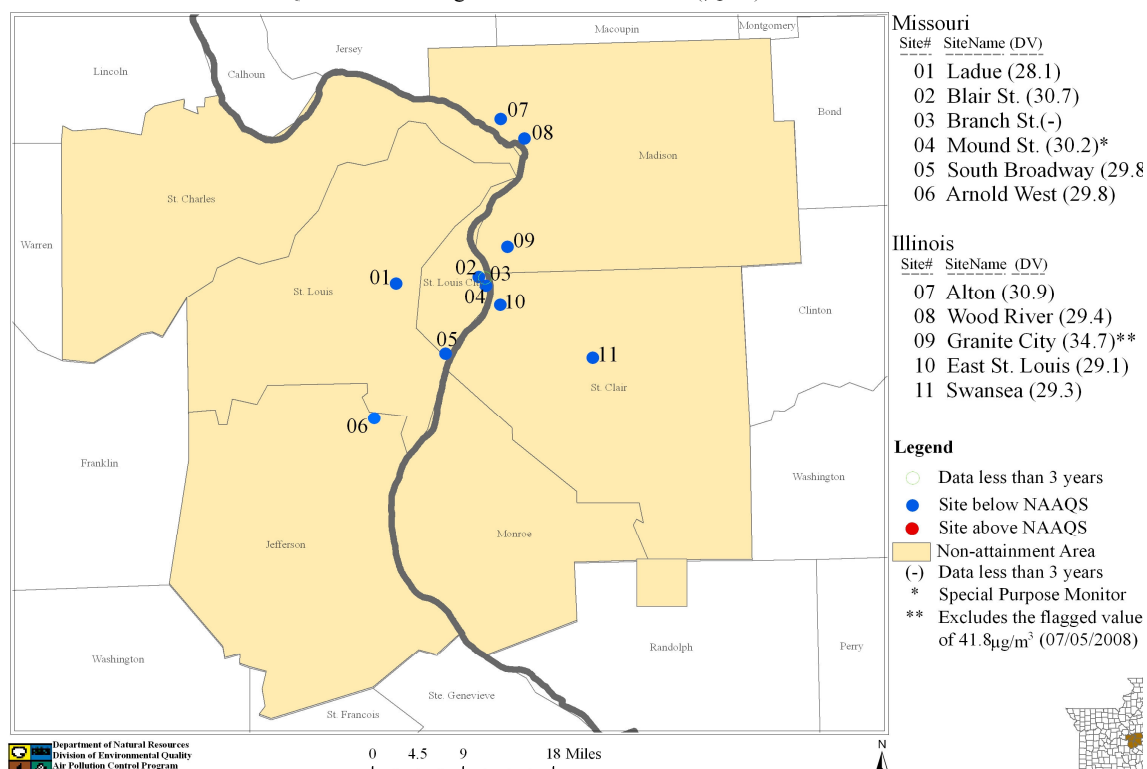 Missouri
Site# SiteName (DV)
01 Ladue (28.1)
02 Blair St. (30.7)
03 Branch St.(-)
04 Mound St. (30.2)*
05 South Broadway (29.8
06 Arnold West (29.8)
Illinois
Site# SiteName (DV)
07 Alton (30.9)
08 Wood River (29.4)
09 Granite City (34.7)**
10 East St. Louis (29.1)
11 Swansea (29.3)
Legend
Data less than 3 years
Site below NAAQS
Site above NAAQS
Non-attainment Area
(-) Data less than 3 years
* Special Purpose Monitor
** Excludes the flagged value
of 41.8µg/m³ (07/05/2008)
Macoupin
Montgomery
Jersey
Lincoln
Calhoun
Bond
07
08
Madison
St. Charles
Warren
09
02
03
01
St. Louis
St. Louis
04
10
Clinton
05
11
St. Clair
06
Franklin
Washington
Monroe
Jefferson
Washington
Randolph
Perry
Ste. Genevieve
St. Francois
Department of Natural Resources
Division of Environmental Quality
Air Pollution Control Program
0 4.5 9 18 Miles
N